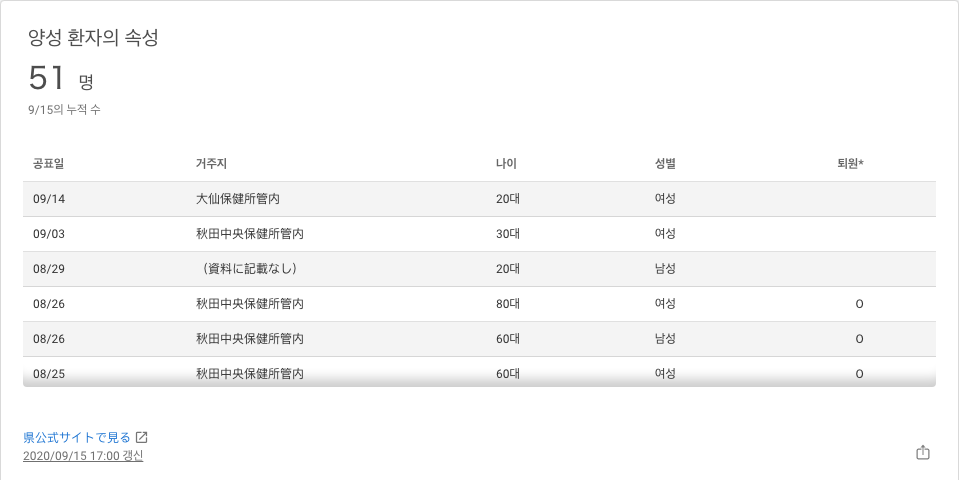 양성 환자의 속성
51 명
9/15의 누적 수
공표일 거주지 나이 성별 퇴원*
09/14 大仙保健所管内 20대 여성
09/03 秋田中央保健所管内 30대 여성
08/29 （資料に記載なし） 20대 남성
08/26 秋田中央保健所管内 80대 여성 O
08/26 秋田中央保健所管内 60대 남성 O
08/25 秋田中央保健所管内 60대 여성 O
県公式サイトで見る
2020/09/15 17:00 갱신